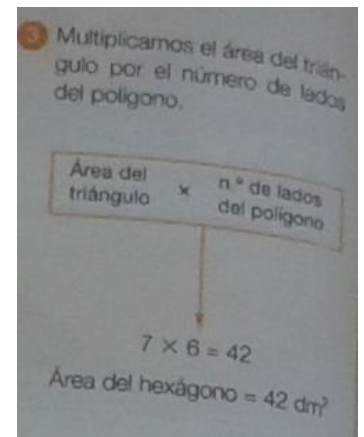 3 Multiplicamos el área del trián-
gulo por el número de lados
del polígono.
Área del
triángulo × n.º de lados
del polígono
7 × 6 = 42
Área del hexágono = 42 dm²